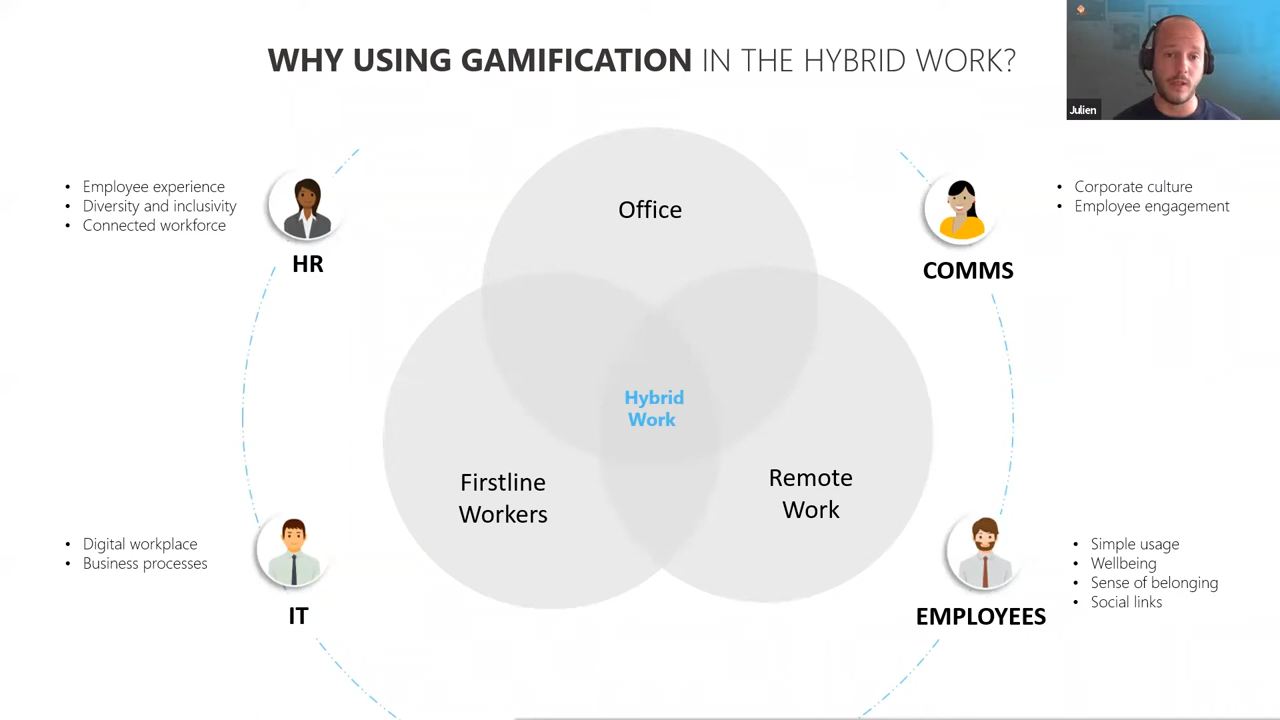 WHY USING GAMIFICATION IN THE HYBRID WORK?
Julien
• Employee experience
• Diversity and inclusivity
• Connected workforce
HR
Office
• Corporate culture
• Employee engagement
COMMS
Hybrid
Work
Firstline
Workers
Remote
Work
• Digital workplace
• Business processes
IT
• Simple usage
• Wellbeing
• Sense of belonging
• Social links
EMPLOYEES